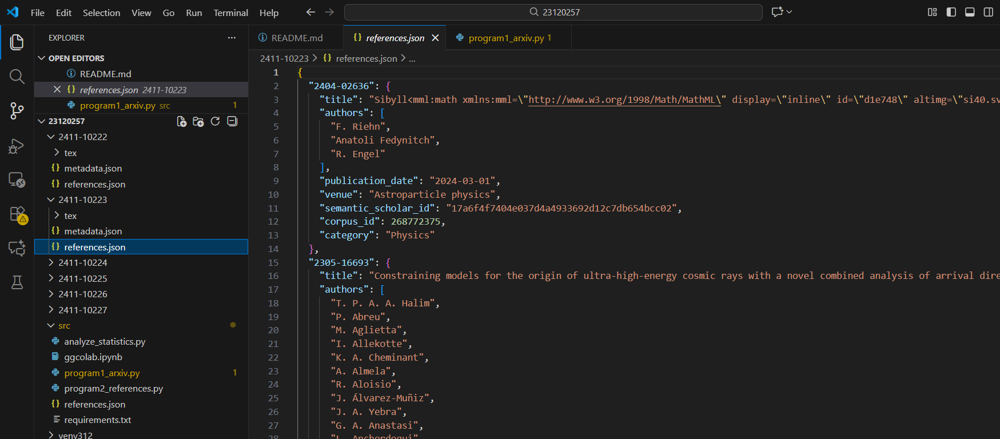 File Edit Selection View Go Run Terminal Help 23120257
EXPLORER
OPEN EDITORS
README.md
references.json 2411-10223
program1_arxiv.py src 1
23120257
2411-10222
tex
metadata.json
references.json
2411-10223
tex
metadata.json
references.json
2411-10224
2411-10225
2411-10226
2411-10227
src
analyze_statistics.py
ggcolab.ipynb
program1_arxiv.py 1
program2_references.py
references.json
requirements.txt
venv312
README.md {} references.json program1_arxiv.py 1
2411-10223 > {} references.json > ...
1 {
2 "2404-02636": {
3 "title": "Sibyll<mml:math xmlns:mml=\"http://www.w3.org/1998/Math/MathML\" display=\"inline\" id=\"d1e748\" altimg=\"si40.sv
4 "authors": [
5 "F. Riehn",
6 "Anatoli Fedynitch",
7 "R. Engel"
8 ],
9 "publication_date": "2024-03-01",
10 "venue": "Astroparticle physics",
11 "semantic_scholar_id": "17a6f4f7404e037d4a4933692d12c7db654bcc02",
12 "corpus_id": 268772375,
13 "category": "Physics"
14 },
15 "2305-16693": {
16 "title": "Constraining models for the origin of ultra-high-energy cosmic rays with a novel combined analysis of arrival dire
17 "authors": [
18 "T. P. A. A. Halim",
19 "P. Abreu",
20 "M. Aglietta",
21 "I. Allekotte",
22 "K. A. Cheminant",
23 "A. Almela",
24 "R. Aloisio",
25 "J. Álvarez-Muñiz",
26 "J. A. Yebra",
27 "G. A. Anastasi",
28 "L. Anchordoqui",